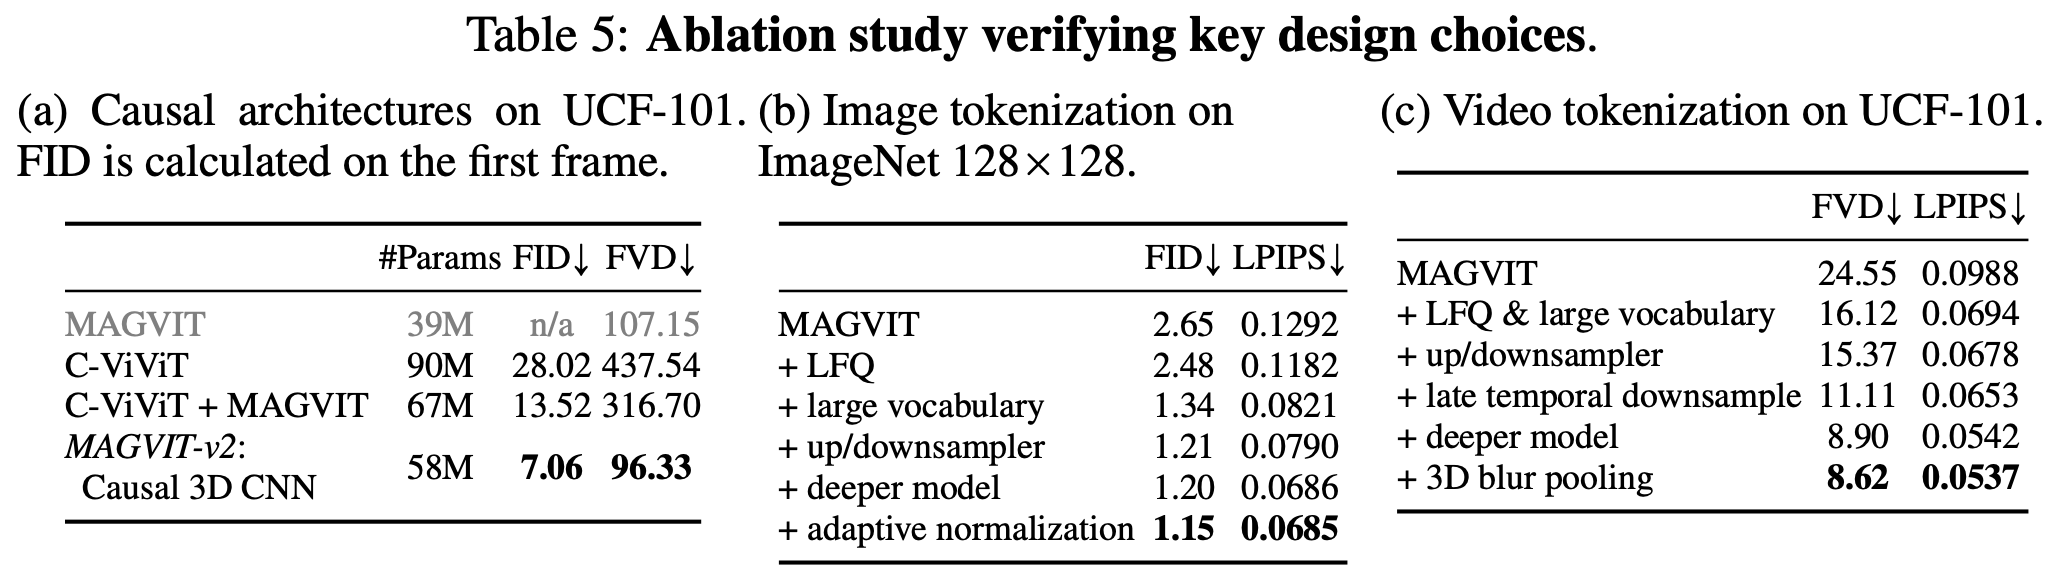 Table 5: Ablation study verifying key design choices.
(a) Causal architectures on UCF-101.
FID is calculated on the first frame.
#Params FID↓ FVD↓
MAGVIT 39M n/a 107.15
C-ViViT 90M 28.02 437.54
C-ViViT + MAGVIT 67M 13.52 316.70
MAGVIT-v2:
Causal 3D CNN 58M 7.06 96.33
(b) Image tokenization on
ImageNet 128×128.
FID↓ LPIPS↓
MAGVIT 2.65 0.1292
+ LFQ 2.48 0.1182
+ large vocabulary 1.34 0.0821
+ up/downsampler 1.21 0.0790
+ deeper model 1.20 0.0686
+ adaptive normalization 1.15 0.0685
(c) Video tokenization on UCF-101.
FVD↓ LPIPS↓
MAGVIT 24.55 0.0988
+ LFQ & large vocabulary 16.12 0.0694
+ up/downsampler 15.37 0.0678
+ late temporal downsample 11.11 0.0653
+ deeper model 8.90 0.0542
+ 3D blur pooling 8.62 0.0537